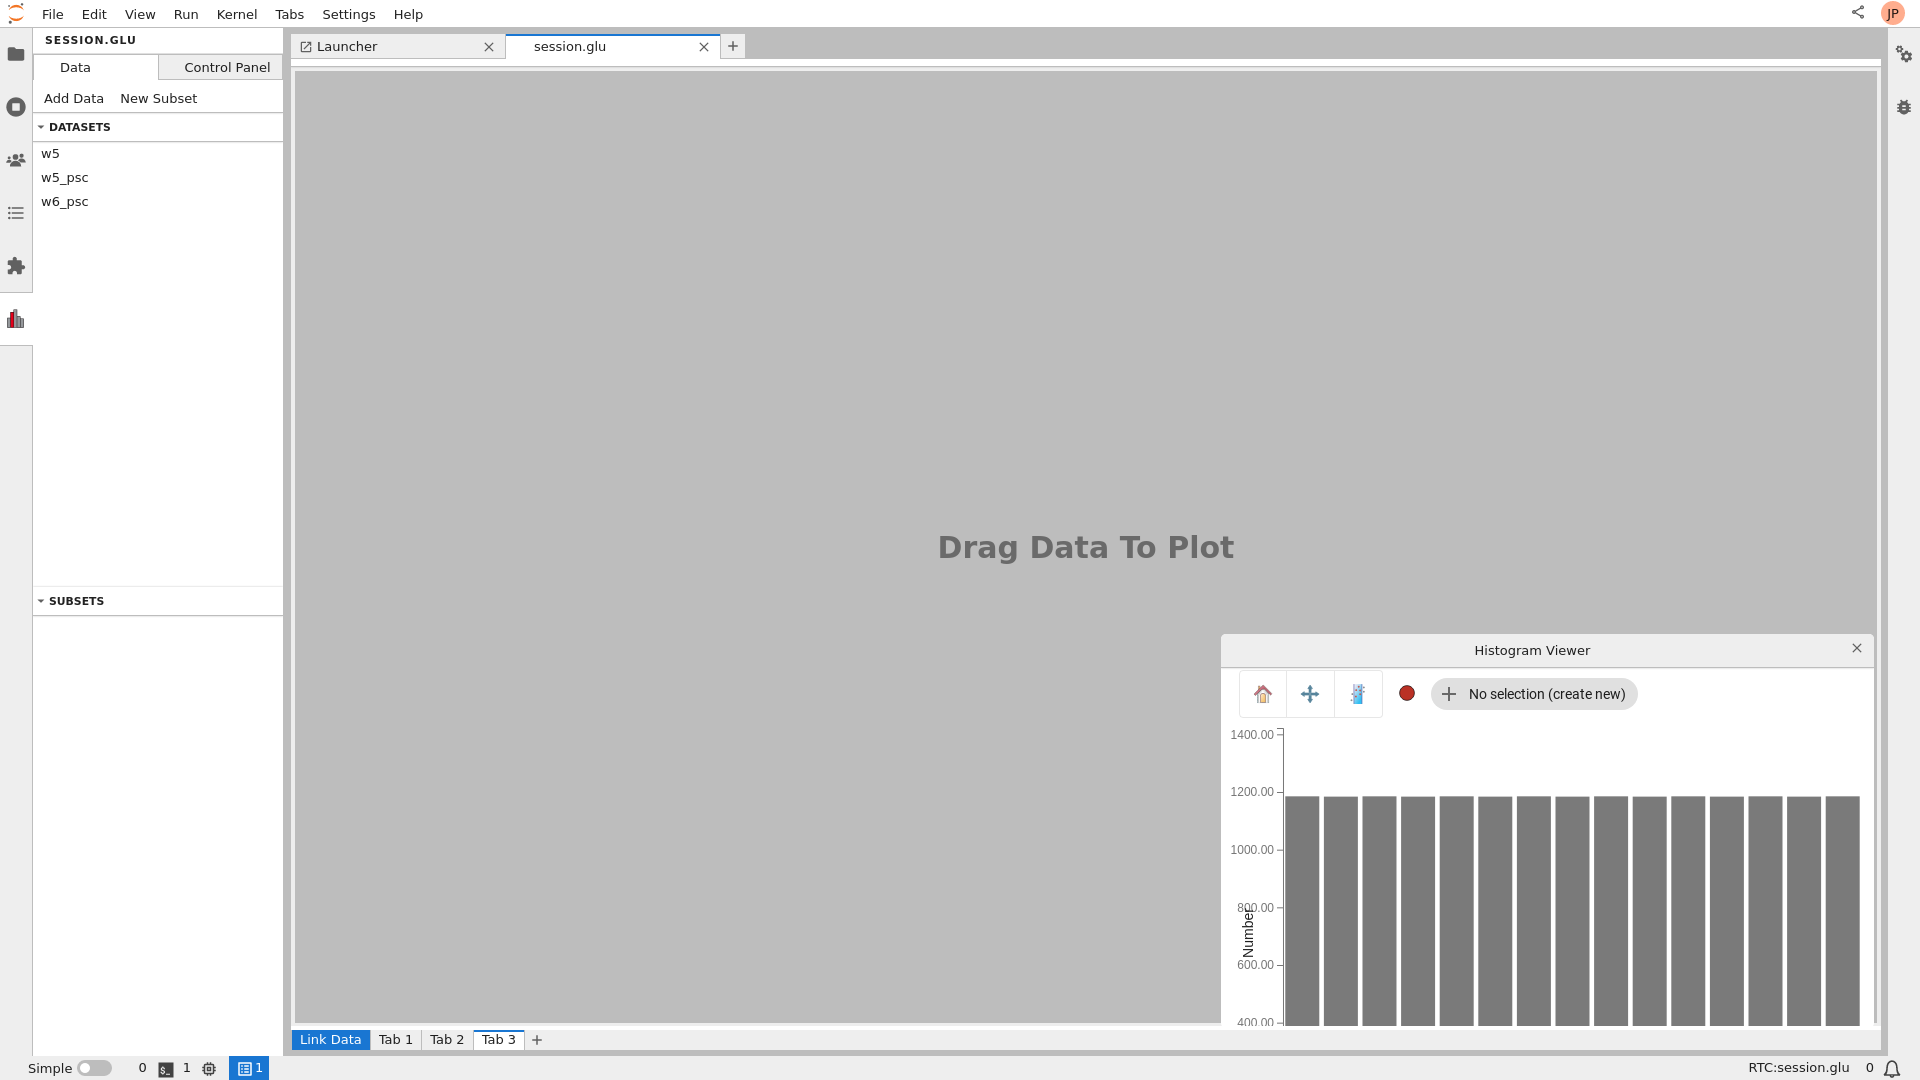 File Edit View Run Kernel Tabs Settings Help
JP
SESSION.GLU
Launcher
session.glu
Data
Control Panel
Add Data
New Subset
DATASETS
w5
w5_psc
w6_psc
Drag Data To Plot
SUBSETS
Histogram Viewer
No selection (create new)
1400.00
1200.00
1000.00
800.00
Number
600.00
400.00
Link Data
Tab 1
Tab 2
Tab 3
Simple
0
$_
1
1
RTC:session.glu
0